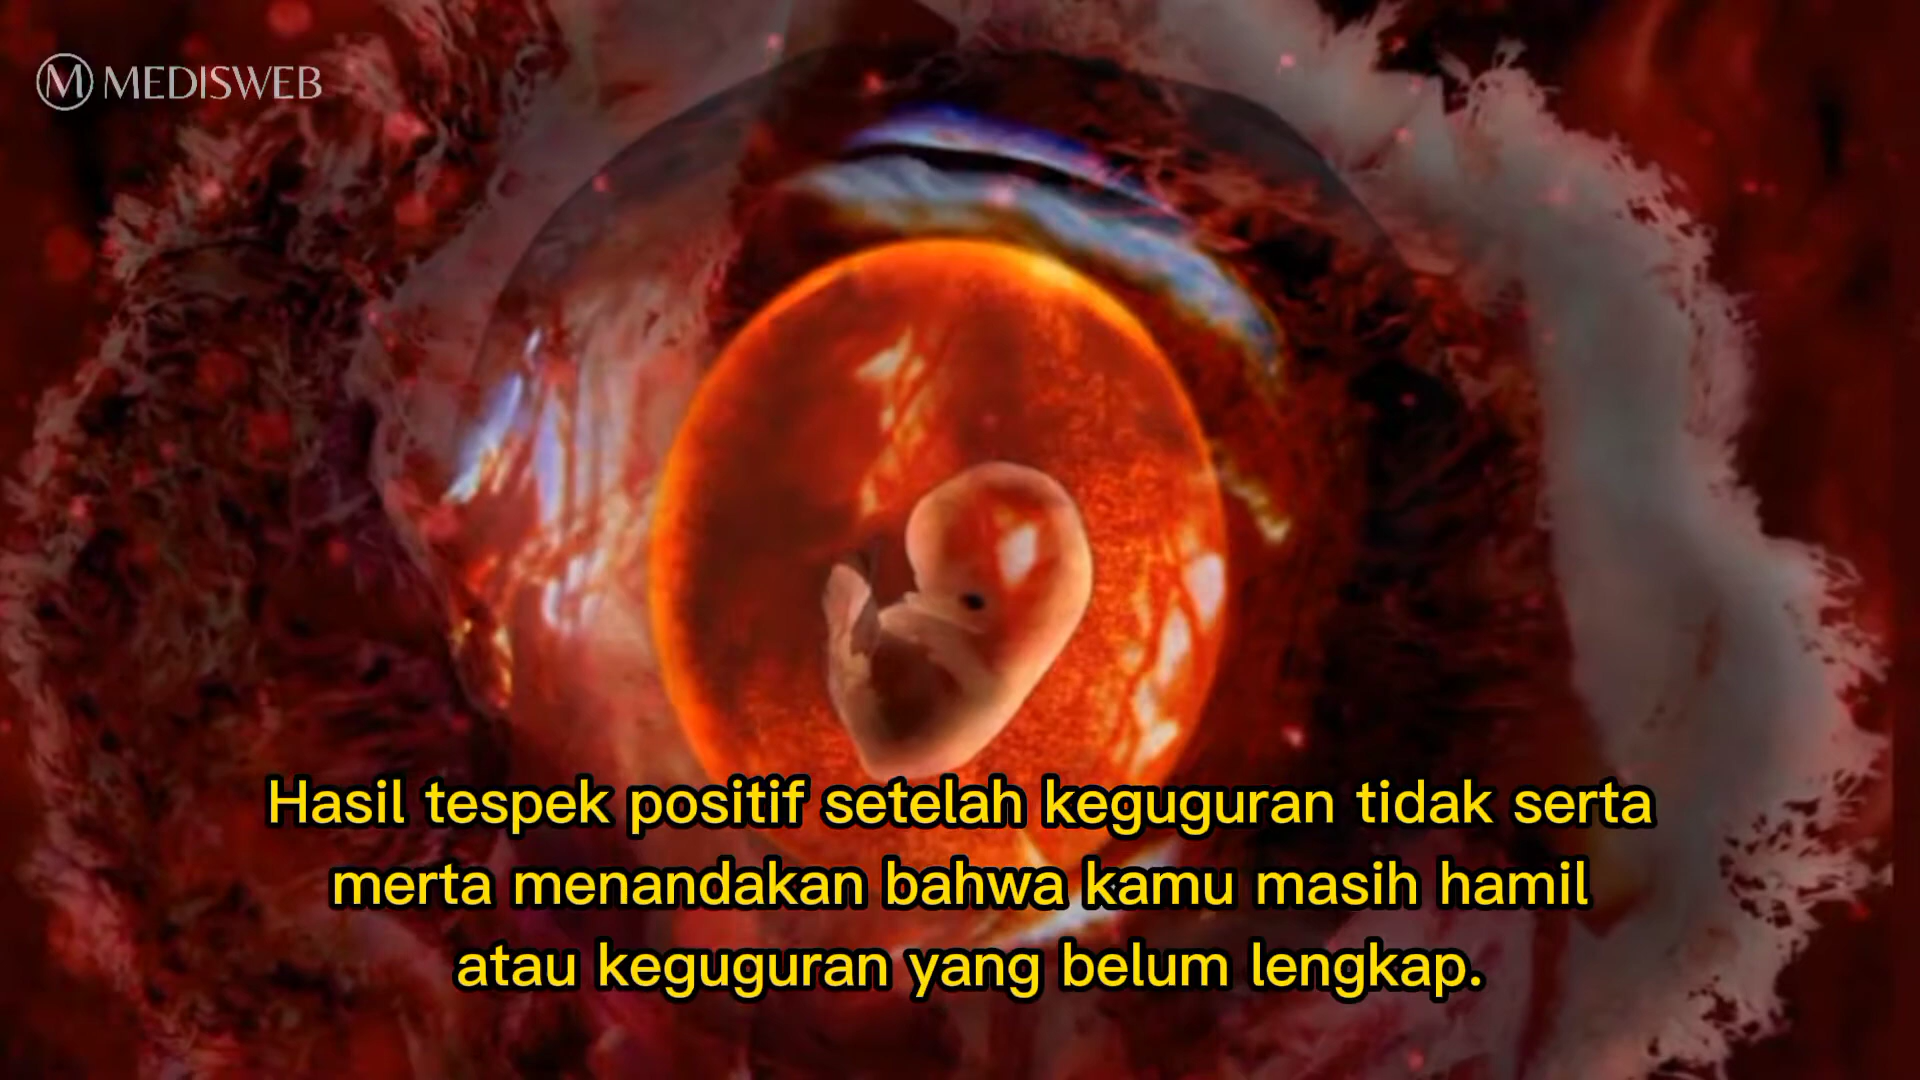 M MEDISWEB
Hasil tespek positif setelah keguguran tidak serta
merta menandakan bahwa kamu masih hamil
atau keguguran yang belum lengkap.